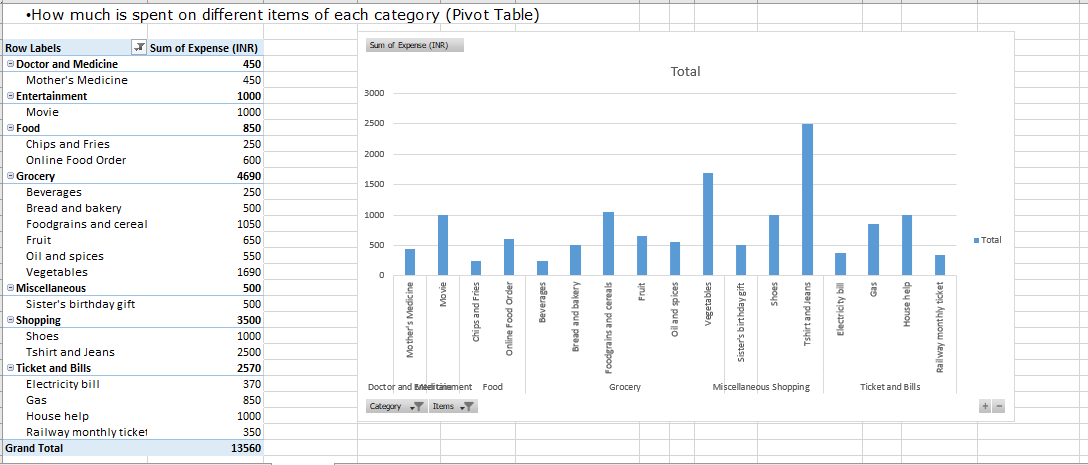 •How much is spent on different items of each category (Pivot Table)
Row Labels Sum of Expense (INR)
Doctor and Medicine 450
Mother's Medicine 450
Entertainment 1000
Movie 1000
Food 850
Chips and Fries 250
Online Food Order 600
Grocery 4690
Beverages 250
Bread and bakery 500
Foodgrains and cereal 1050
Fruit 650
Oil and spices 550
Vegetables 1690
Miscellaneous 500
Sister's birthday gift 500
Shopping 3500
Shoes 1000
Tshirt and Jeans 2500
Ticket and Bills 2570
Electricity bill 370
Gas 850
House help 1000
Railway monthly ticket 350
Grand Total 13560
Sum of Expense (INR)
Total
3000
2500
2000
1500
1000
500
0
Mother's Medicine
Movie
Chips and Fries
Online Food Order
Beverages
Bread and bakery
Foodgrains and cereals
Fruit
Oil and spices
Vegetables
Sister's birthday gift
Shoes
Tshirt and Jeans
Electricity bill
Gas
House help
Railway monthly ticket
Doctor and Medicine Entertainment Food Grocery Miscellaneous Shopping Ticket and Bills
Total
Category Items
+ −